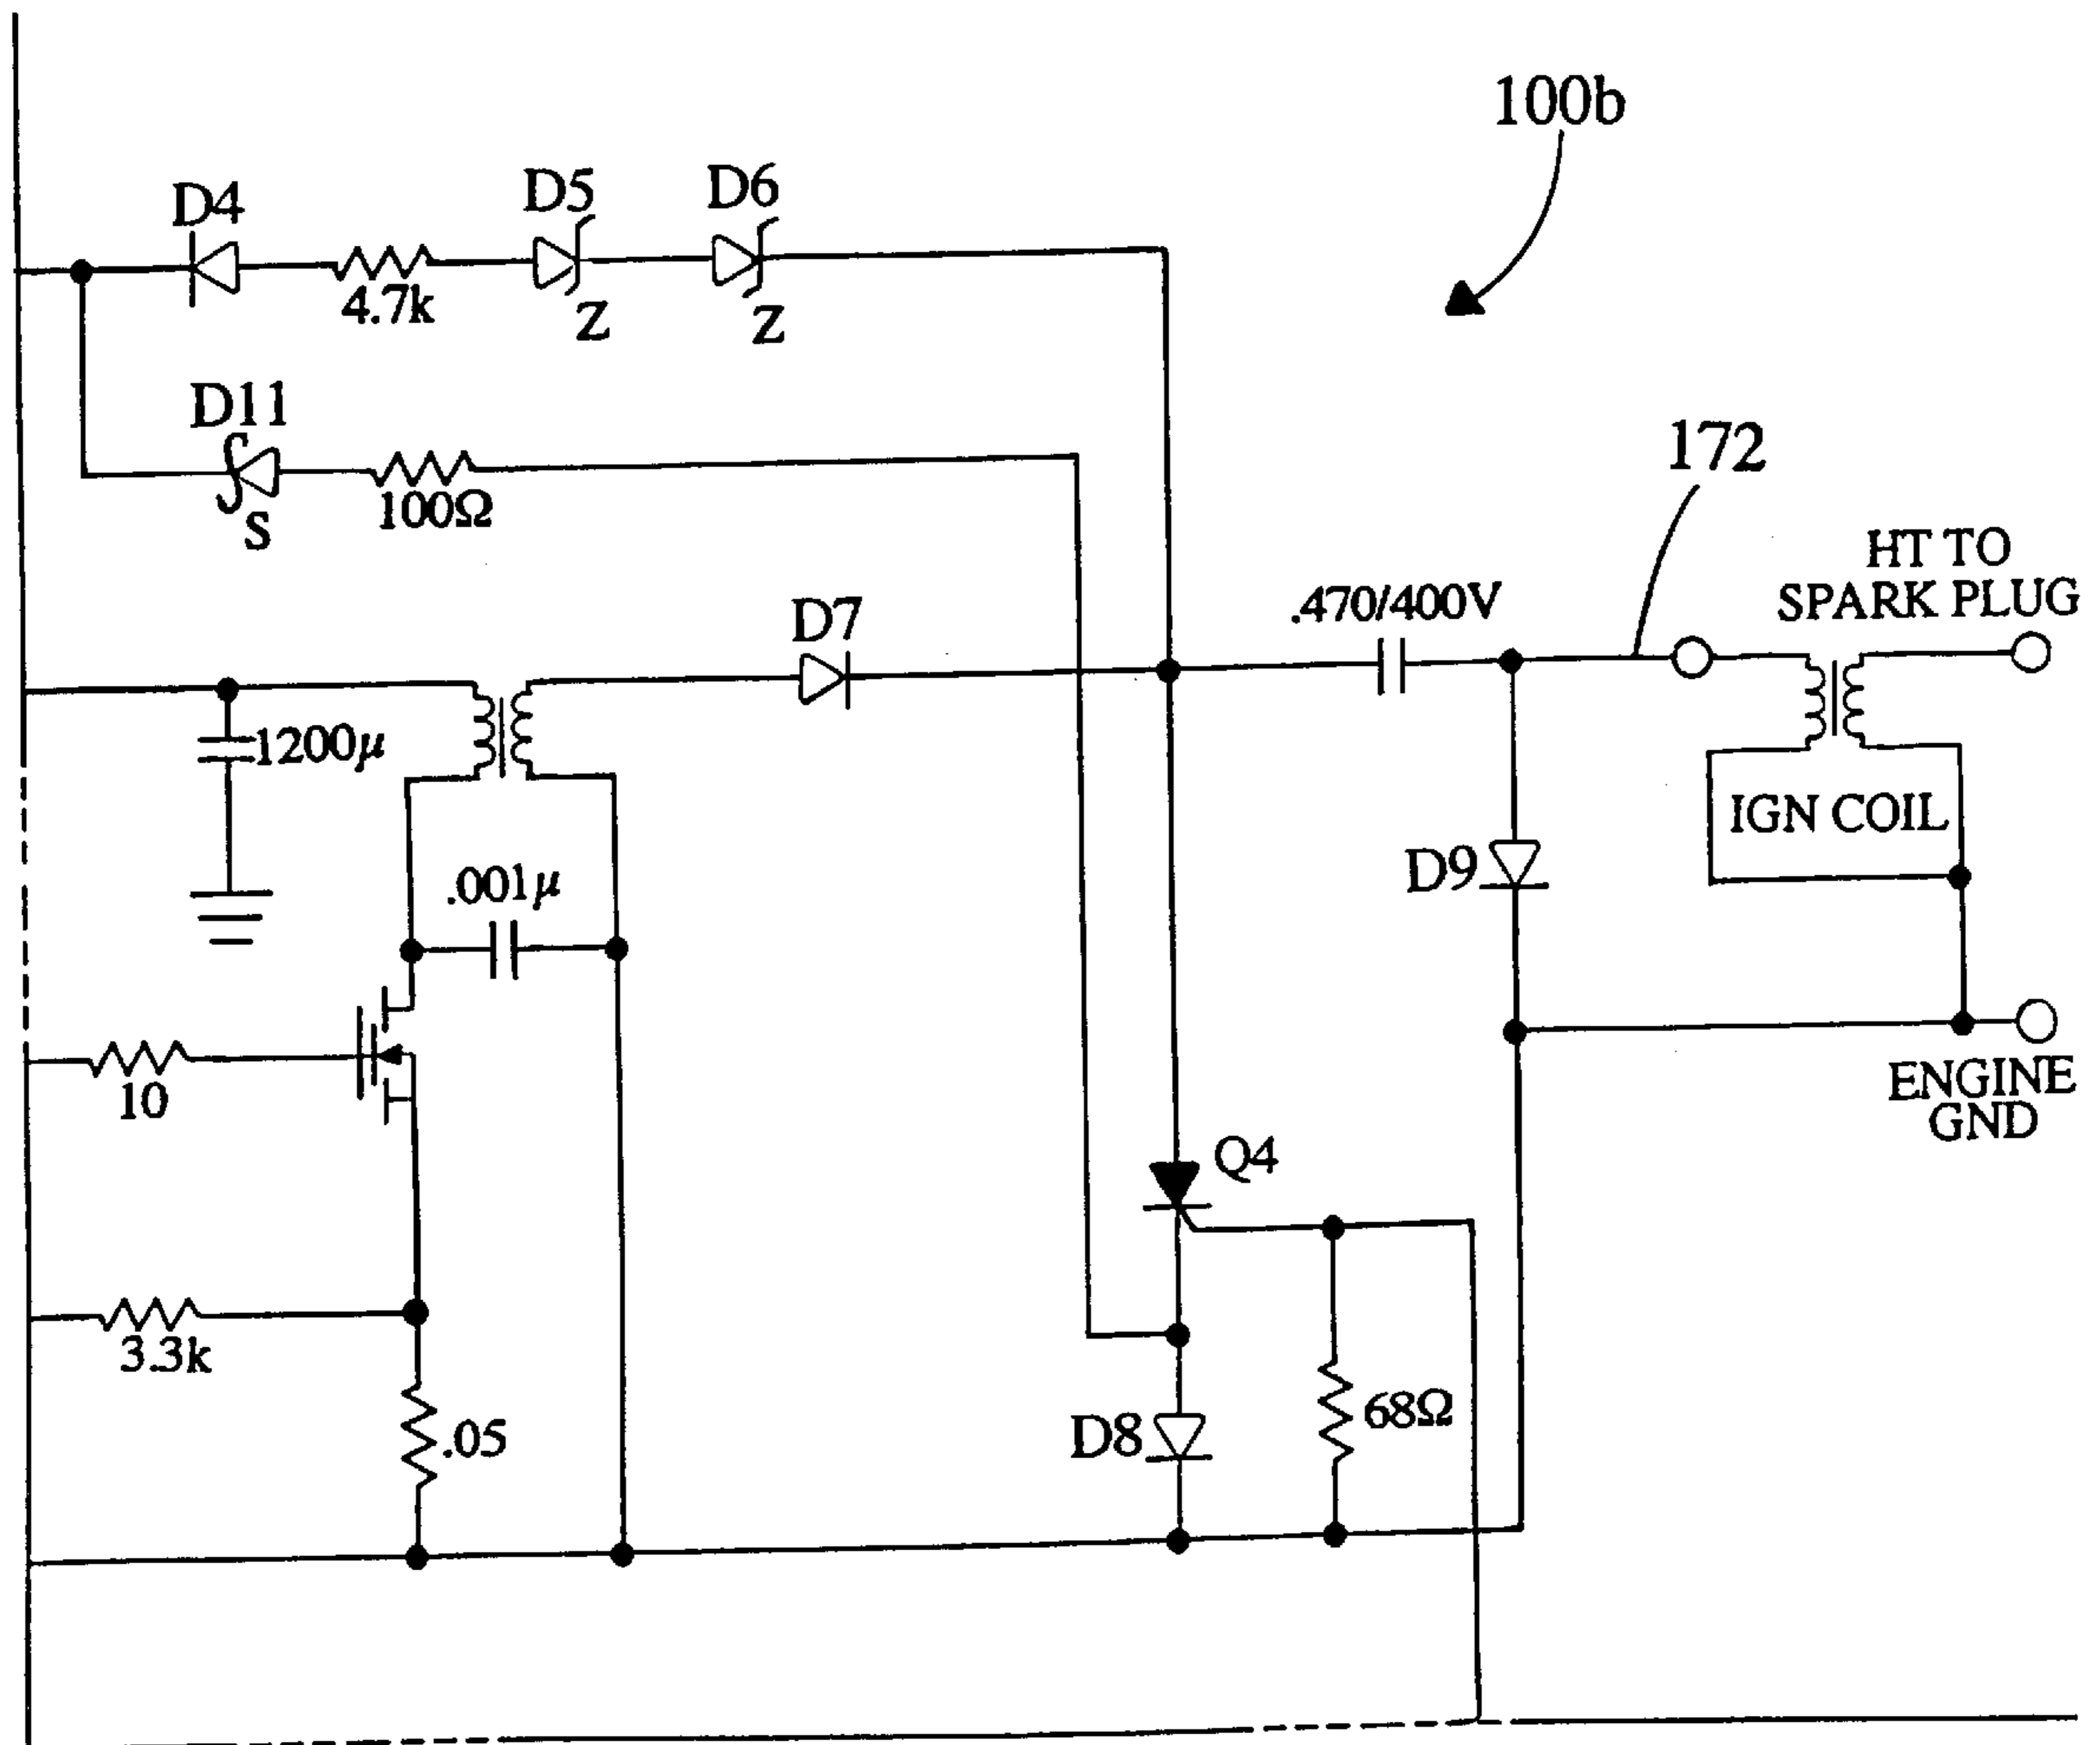 100b
D4
D5
D6
4.7k
Z
Z
D11
S
100Ω
172
HT TO
SPARK PLUG
.470/400V
D7
1200μ
IGN COIL
D9
.001μ
10
ENGINE
GND
Q4
3.3k
.05
D8
68Ω